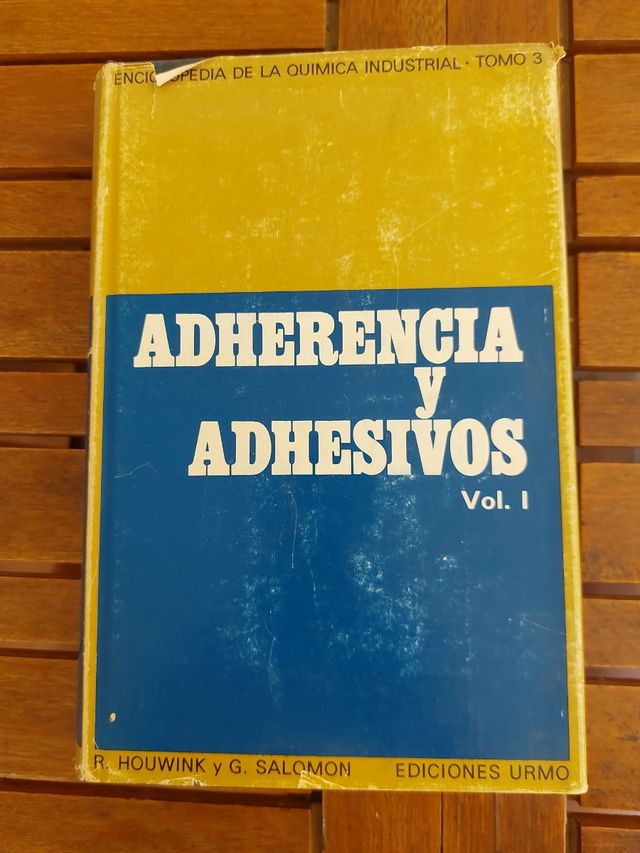 ENCICLOPEDIA DE LA QUIMICA INDUSTRIAL · TOMO 3
ADHERENCIA
y
ADHESIVOS
Vol. I
R. HOUWINK y G. SALOMON EDICIONES URMO